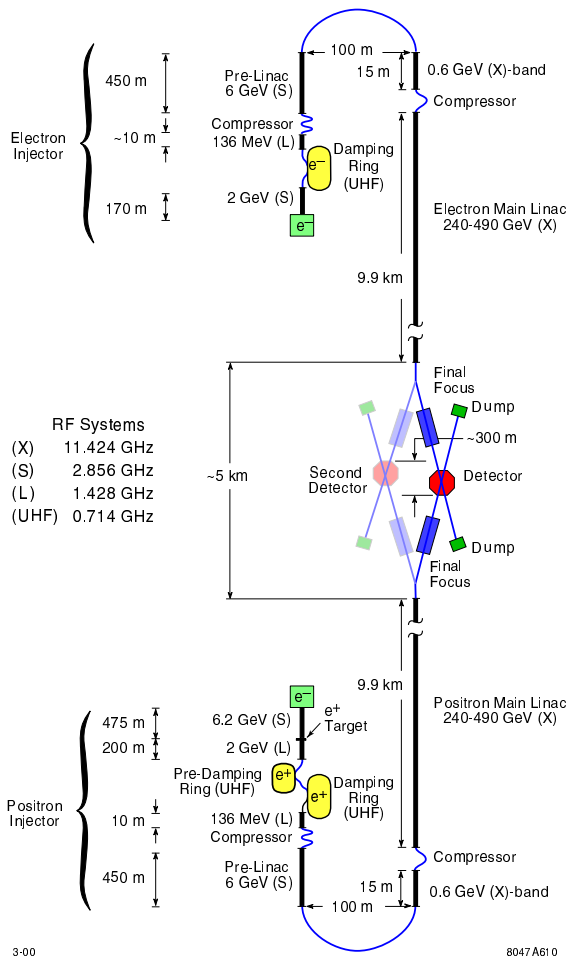 100 m
450 m
Pre-Linac
6 GeV (S)
15 m
0.6 GeV (X)-band
Compressor
Electron
Injector
~10 m
Compressor
136 MeV (L)
e–
Damping
Ring
(UHF)
170 m
2 GeV (S)
e–
Electron Main Linac
240-490 GeV (X)
9.9 km
Final
Focus
Dump
RF Systems
(X) 11.424 GHz
(S) 2.856 GHz
(L) 1.428 GHz
(UHF) 0.714 GHz
~5 km
~300 m
Second
Detector
Detector
Dump
Final
Focus
9.9 km
Positron Main Linac
240-490 GeV (X)
e–
475 m
6.2 GeV (S)
e+
Target
200 m
2 GeV (L)
Pre-Damping
Ring (UHF)
e+
e+
Damping
Ring
(UHF)
Positron
Injector
10 m
136 MeV (L)
Compressor
Compressor
450 m
Pre-Linac
6 GeV (S)
15 m
0.6 GeV (X)-band
100 m
3-00
8047A610